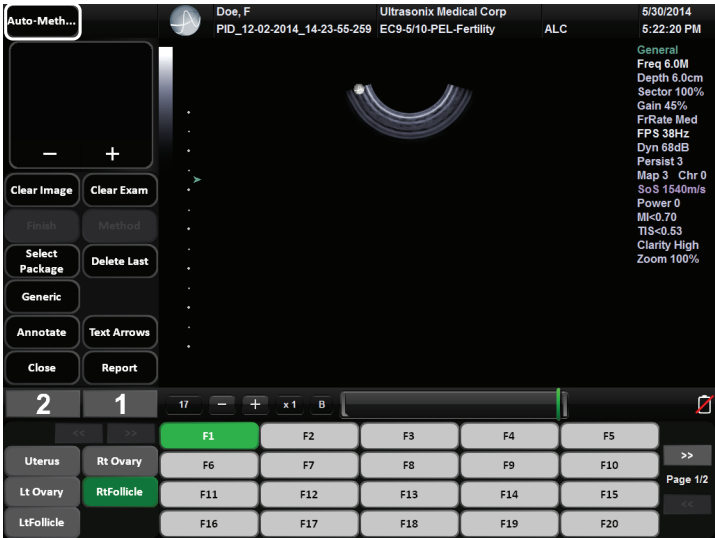 Auto-Meth...
Doe, F
Ultrasonix Medical Corp
5/30/2014
PID_12-02-2014_14-23-55-259
EC9-5/10-PEL-Fertility
ALC
5:22:20 PM
General
Freq 6.0M
Depth 6.0cm
Sector 100%
Gain 45%
FrRate Med
FPS 38Hz
Dyn 68dB
Persist 3
Map 3 Chr 0
SoS 1540m/s
Power 0
MI<0.70
TIS<0.53
Clarity High
Zoom 100%
− +
Clear Image
Clear Exam
Finish
Method
Select
Package
Delete Last
Generic
Annotate
Text Arrows
Close
Report
2 1
17 − + x 1 B
<< >>
Uterus
Rt Ovary
Lt Ovary
RtFollicle
LtFollicle
F1 F2 F3 F4 F5
F6 F7 F8 F9 F10
F11 F12 F13 F14 F15
F16 F17 F18 F19 F20
>>
Page 1/2
<<